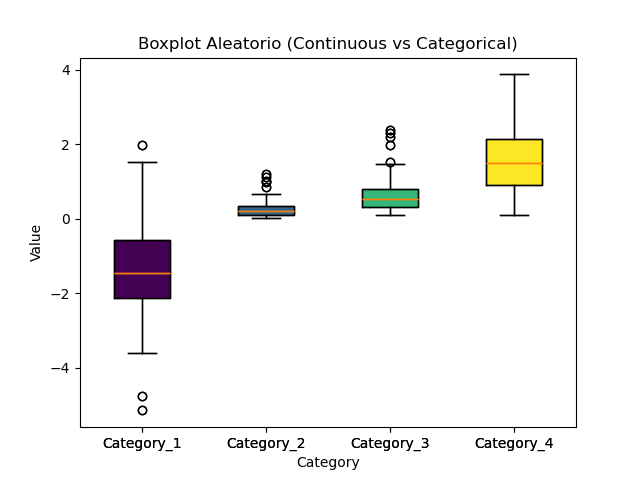 Boxplot Aleatorio (Continuous vs Categorical)
4
2
0
−2
−4
Value
Category_1 Category_2 Category_3 Category_4
Category